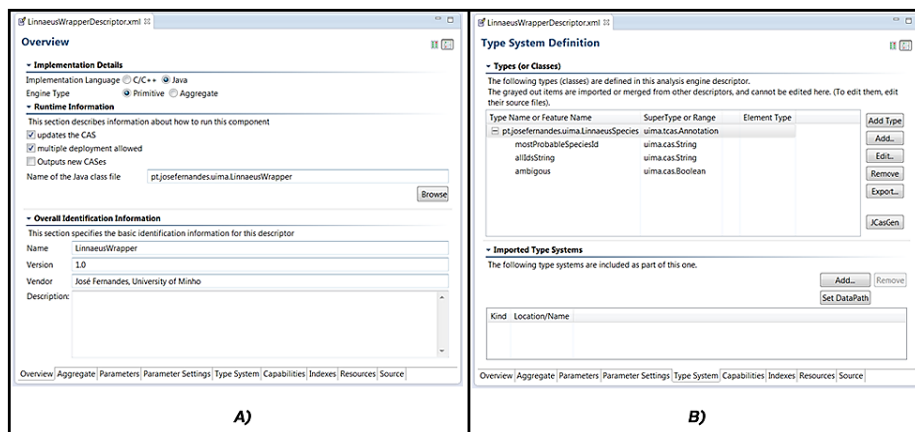 LinnaeusWrapperDescriptor.xml
Overview
Implementation Details
Implementation Language C/C++ Java
Engine Type Primitive Aggregate
Runtime Information
This section describes information about how to run this component
updates the CAS
multiple deployment allowed
Outputs new CASes
Name of the Java class file pt.josefernandes.uima.LinnaeusWrapper
Browse
Overall Identification Information
This section specifies the basic identification information for this descriptor
Name LinnaeusWrapper
Version 1.0
Vendor José Fernandes, University of Minho
Description:
Overview Aggregate Parameters Parameter Settings Type System Capabilities Indexes Resources Source
A)
LinnaeusWrapperDescriptor.xml
Type System Definition
Types (or Classes)
The following types (classes) are defined in this analysis engine descriptor.
The grayed out items are imported or merged from other descriptors, and cannot be edited here. (To edit them, edit
their source files).
Type Name or Feature Name SuperType or Range Element Type
pt.josefernandes.uima.LinnaeusSpecies uima.tcas.Annotation
mostProbableSpeciesId uima.cas.String
allIdsString uima.cas.String
ambigous uima.cas.Boolean
Add Type
Add...
Edit...
Remove
Export...
JCasGen
Imported Type Systems
The following type systems are included as part of this one.
Add... Remove
Set DataPath
Kind Location/Name
Overview Aggregate Parameters Parameter Settings Type System Capabilities Indexes Resources Source
B)